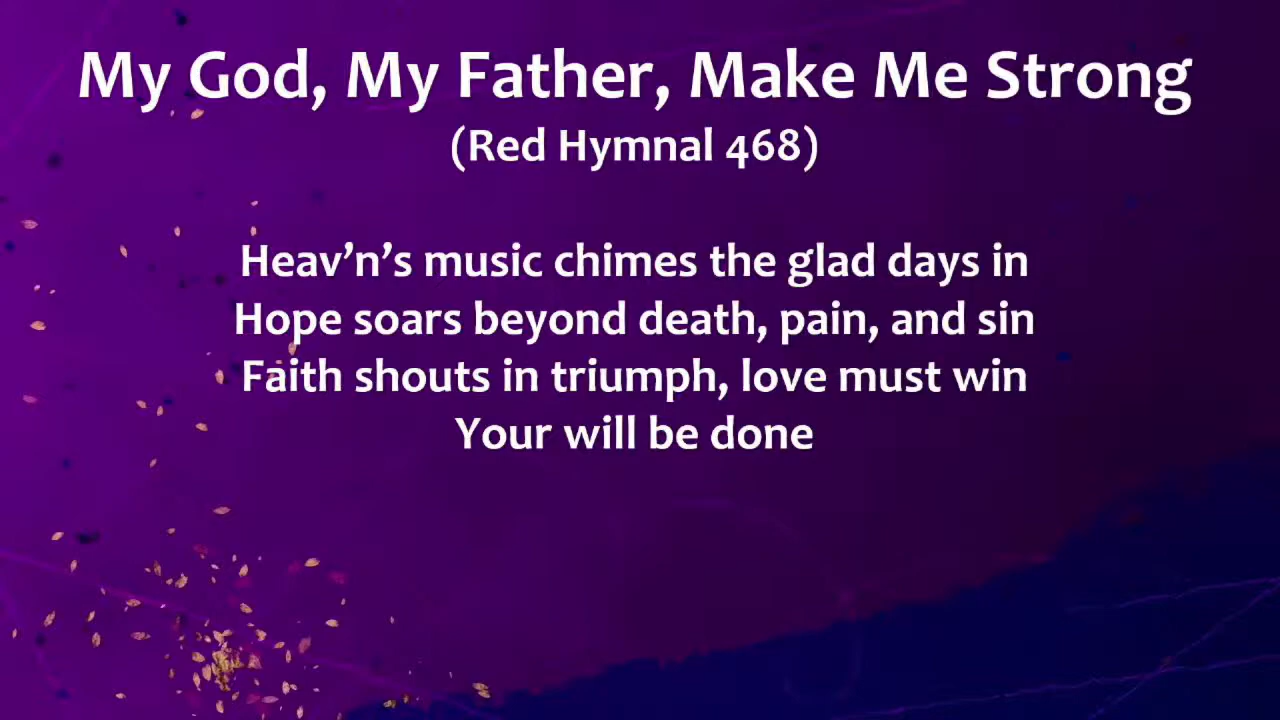 My God, My Father, Make Me Strong
(Red Hymnal 468)
Heav’n’s music chimes the glad days in
Hope soars beyond death, pain, and sin
Faith shouts in triumph, love must win
Your will be done